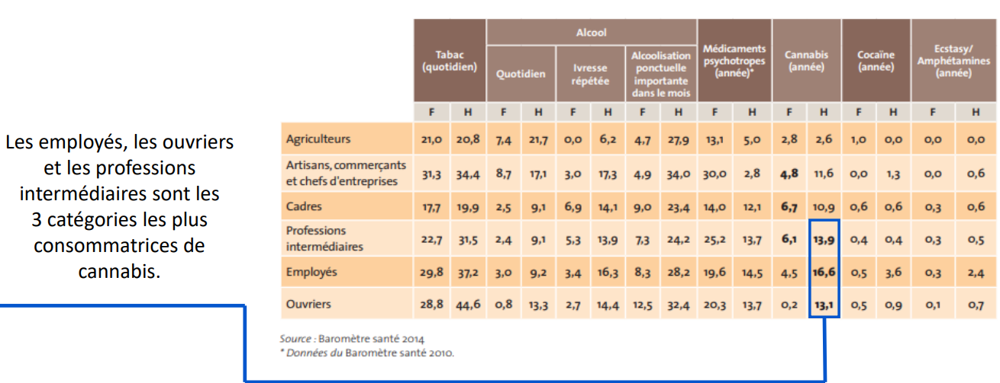 Les employés, les ouvriers
et les professions
intermédiaires sont les
3 catégories les plus
consommatrices de
cannabis.
Tabac
(quotidien)
Alcool
Quotidien
Ivresse
répétée
Alcoolisation
ponctuelle
importante
dans le mois
Médicaments
psychotropes
(année)*
Cannabis
(année)
Cocaïne
(année)
Ecstasy/
Amphétamines
(année)
F H F H F H F H F H F H F H F H
Agriculteurs 21,0 20,8 7,4 21,7 0,0 6,2 4,7 27,9 13,1 5,0 2,8 2,6 1,0 0,0 0,0 0,0
Artisans, commerçants
et chefs d'entreprises 31,3 34,4 8,7 17,1 3,0 17,3 4,9 34,0 30,0 2,8 4,8 11,6 0,0 1,3 0,0 0,6
Cadres 17,7 19,9 2,5 9,1 6,9 14,1 9,0 23,4 14,0 12,1 6,7 10,9 0,6 0,6 0,3 0,6
Professions
intermédiaires 22,7 31,5 2,4 9,1 5,3 13,9 7,3 24,2 25,2 13,7 6,1 13,9 0,4 0,4 0,3 0,5
Employés 29,8 37,2 3,0 9,2 3,4 16,3 8,3 28,2 19,6 14,5 4,5 16,6 0,5 3,6 0,3 2,4
Ouvriers 28,8 44,6 0,8 13,3 2,7 14,4 12,5 32,4 20,3 13,7 0,2 13,1 0,5 0,9 0,1 0,7
Source : Baromètre santé 2014
* Données du Baromètre santé 2010.